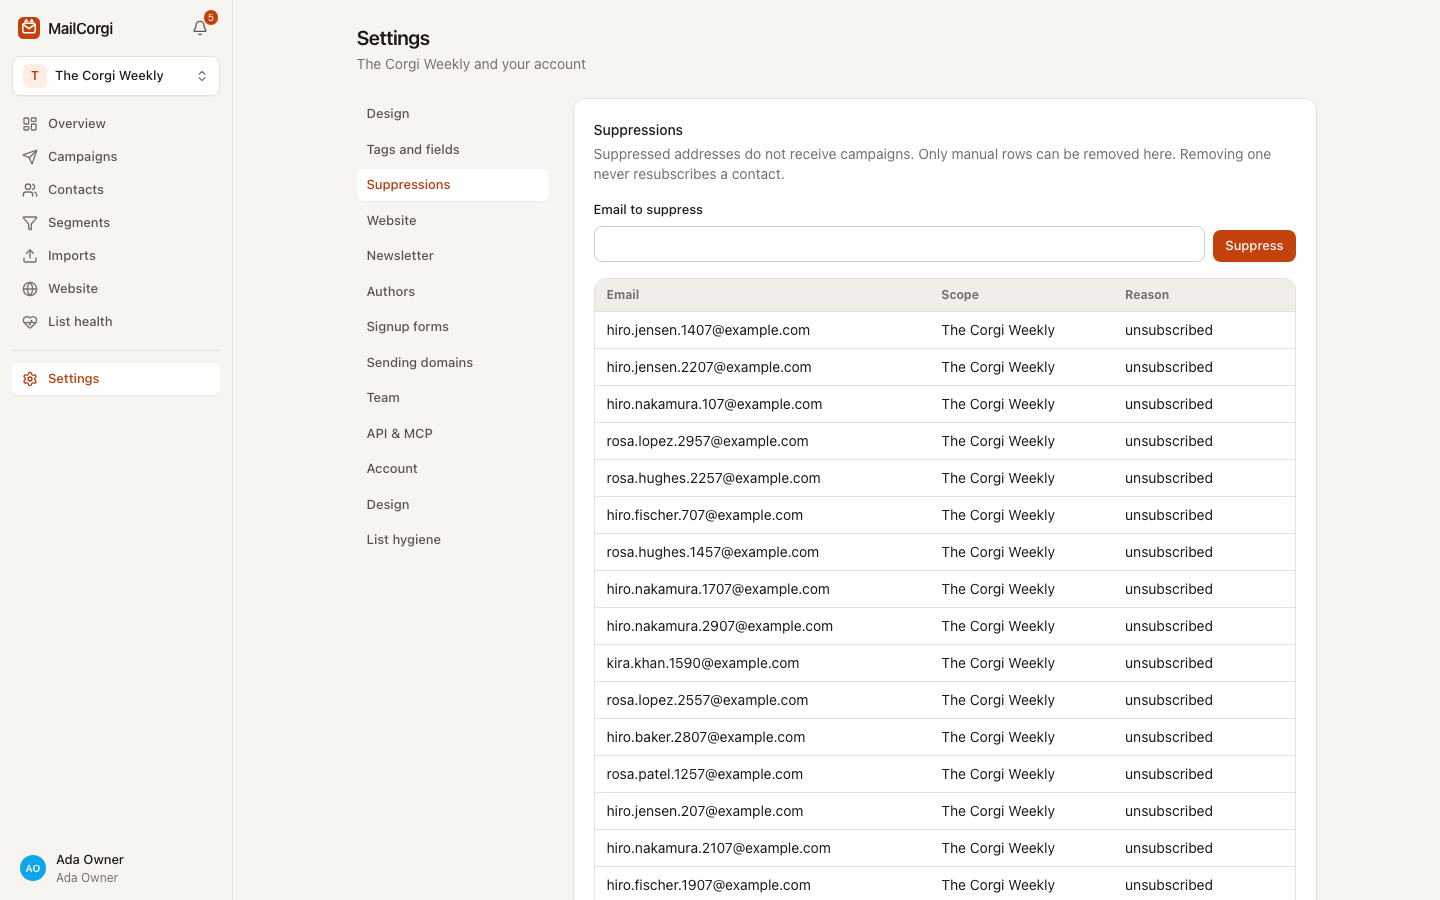 MailCorgi
5
T
The Corgi Weekly
Overview
Campaigns
Contacts
Segments
Imports
Website
List health
Settings
AO
Ada Owner
Ada Owner
Settings
The Corgi Weekly and your account
Design
Tags and fields
Suppressions
Website
Newsletter
Authors
Signup forms
Sending domains
Team
API & MCP
Account
Design
List hygiene
Suppressions
Suppressed addresses do not receive campaigns. Only manual rows can be removed here. Removing one
never resubscribes a contact.
Email to suppress
Suppress
Email Scope Reason
hiro.jensen.1407@example.com The Corgi Weekly unsubscribed
hiro.jensen.2207@example.com The Corgi Weekly unsubscribed
hiro.nakamura.107@example.com The Corgi Weekly unsubscribed
rosa.lopez.2957@example.com The Corgi Weekly unsubscribed
rosa.hughes.2257@example.com The Corgi Weekly unsubscribed
hiro.fischer.707@example.com The Corgi Weekly unsubscribed
rosa.hughes.1457@example.com The Corgi Weekly unsubscribed
hiro.nakamura.1707@example.com The Corgi Weekly unsubscribed
hiro.nakamura.2907@example.com The Corgi Weekly unsubscribed
kira.khan.1590@example.com The Corgi Weekly unsubscribed
rosa.lopez.2557@example.com The Corgi Weekly unsubscribed
hiro.baker.2807@example.com The Corgi Weekly unsubscribed
rosa.patel.1257@example.com The Corgi Weekly unsubscribed
hiro.jensen.207@example.com The Corgi Weekly unsubscribed
hiro.nakamura.2107@example.com The Corgi Weekly unsubscribed
hiro.fischer.1907@example.com The Corgi Weekly unsubscribed